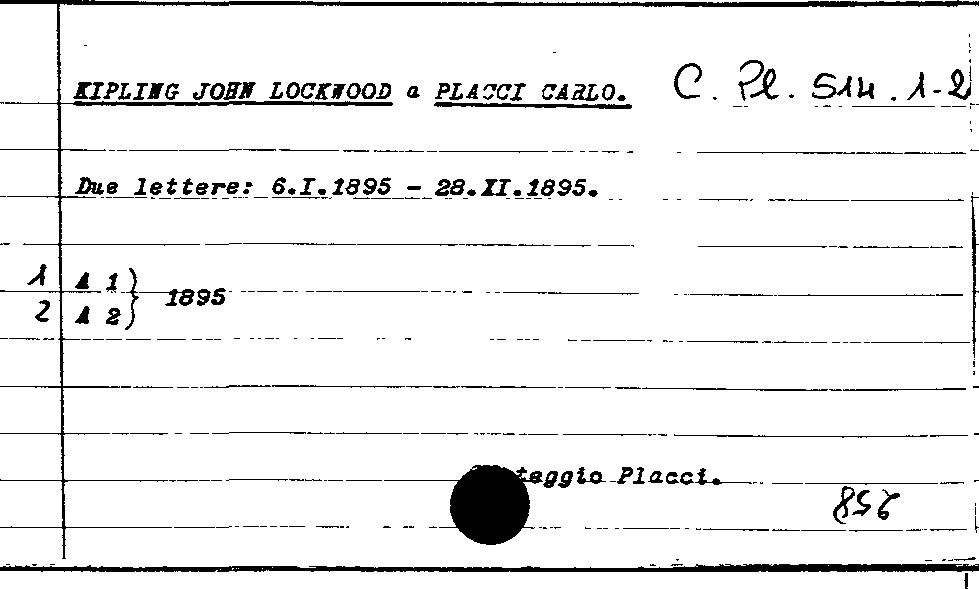 KIPLING JOHN LOCKWOOD a PLACCI CARLO. C. Pl. 514. 1-2
Due lettere: 6.I.1895 - 28.XI.1895.
1 A 1
2 A 2
} 1895
teggio Placci.